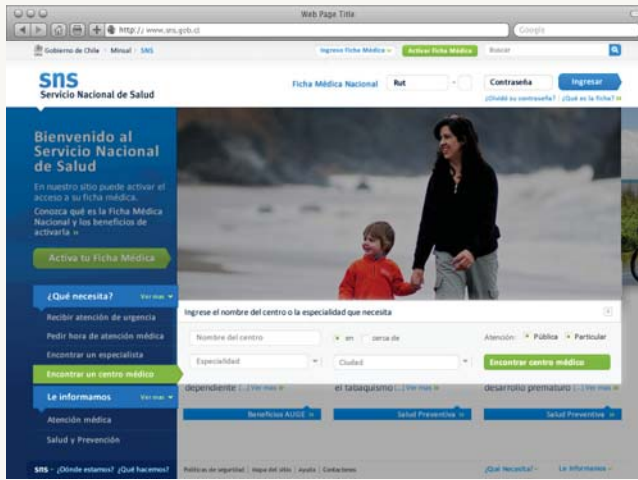 Web Page Title
http://www.sns.gob.cl
Google
Gobierno de Chile Minsal SNS
Ingrese Ficha Médica
Activar Ficha Médica
Buscar
sns
Servicio Nacional de Salud
Ficha Médica Nacional
Rut
-
Contraseña
Ingresar
¿Olvidó su contraseña? ¿Qué es la ficha? »
Bienvenido al
Servicio Nacional
de Salud
En nuestro sitio puede activar el
acceso a su ficha médica.
Conozca qué es la Ficha Médica
Nacional y los beneficios de
activarla »
Activa tu Ficha Médica
¿Qué necesita? Ver mas
Recibir atención de urgencia
Pedir hora de atención médica
Encontrar un especialista
Encontrar un centro médico
Le informamos Ver mas
Atención médica
Salud y Prevención
Ingrese el nombre del centro o la especialidad que necesita
Nombre del centro
en cerca de
Atención: Pública Particular
Especialidad
Ciudad
Encontrar centro médico
dependiente [...] Ver mas »
el tabaquismo [...] Ver mas »
desarrollo prematuro [...] Ver mas »
Beneficios AUGE »
Salud Preventiva »
Salud Preventiva »
sns - ¿Dónde estamos? ¿Qué hacemos?
Políticas de seguridad | mapa del sitio | Ayuda | Contactenos
¿Qué Necesita?
Le Informamos